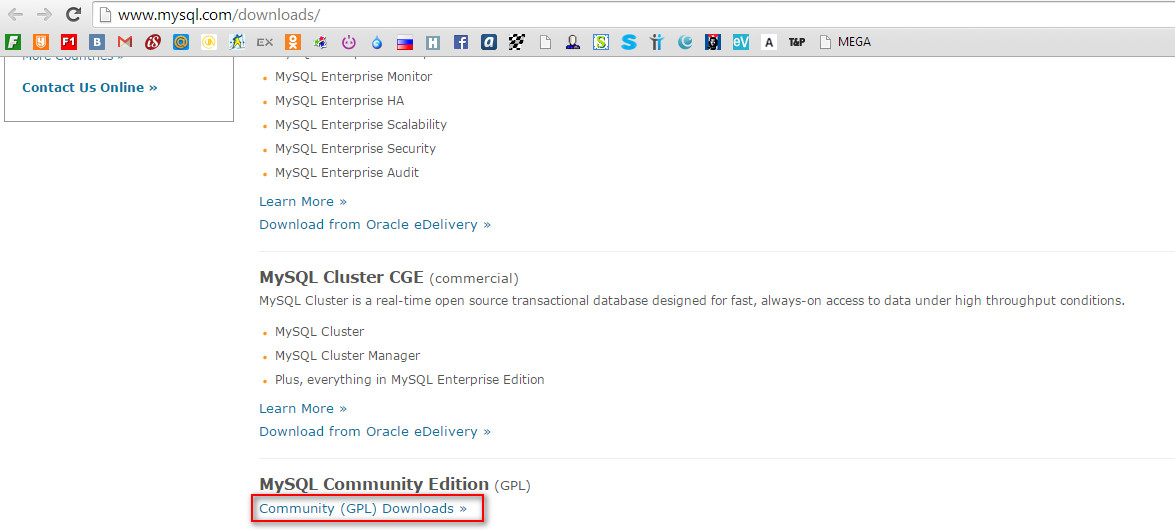 www.mysql.com/downloads/
MEGA
More Countries »
Contact Us Online »
MySQL Enterprise Monitor
MySQL Enterprise HA
MySQL Enterprise Scalability
MySQL Enterprise Security
MySQL Enterprise Audit
Learn More »
Download from Oracle eDelivery »
MySQL Cluster CGE (commercial)
MySQL Cluster is a real-time open source transactional database designed for fast, always-on access to data under high throughput conditions.
MySQL Cluster
MySQL Cluster Manager
Plus, everything in MySQL Enterprise Edition
Learn More »
Download from Oracle eDelivery »
MySQL Community Edition (GPL)
Community (GPL) Downloads »